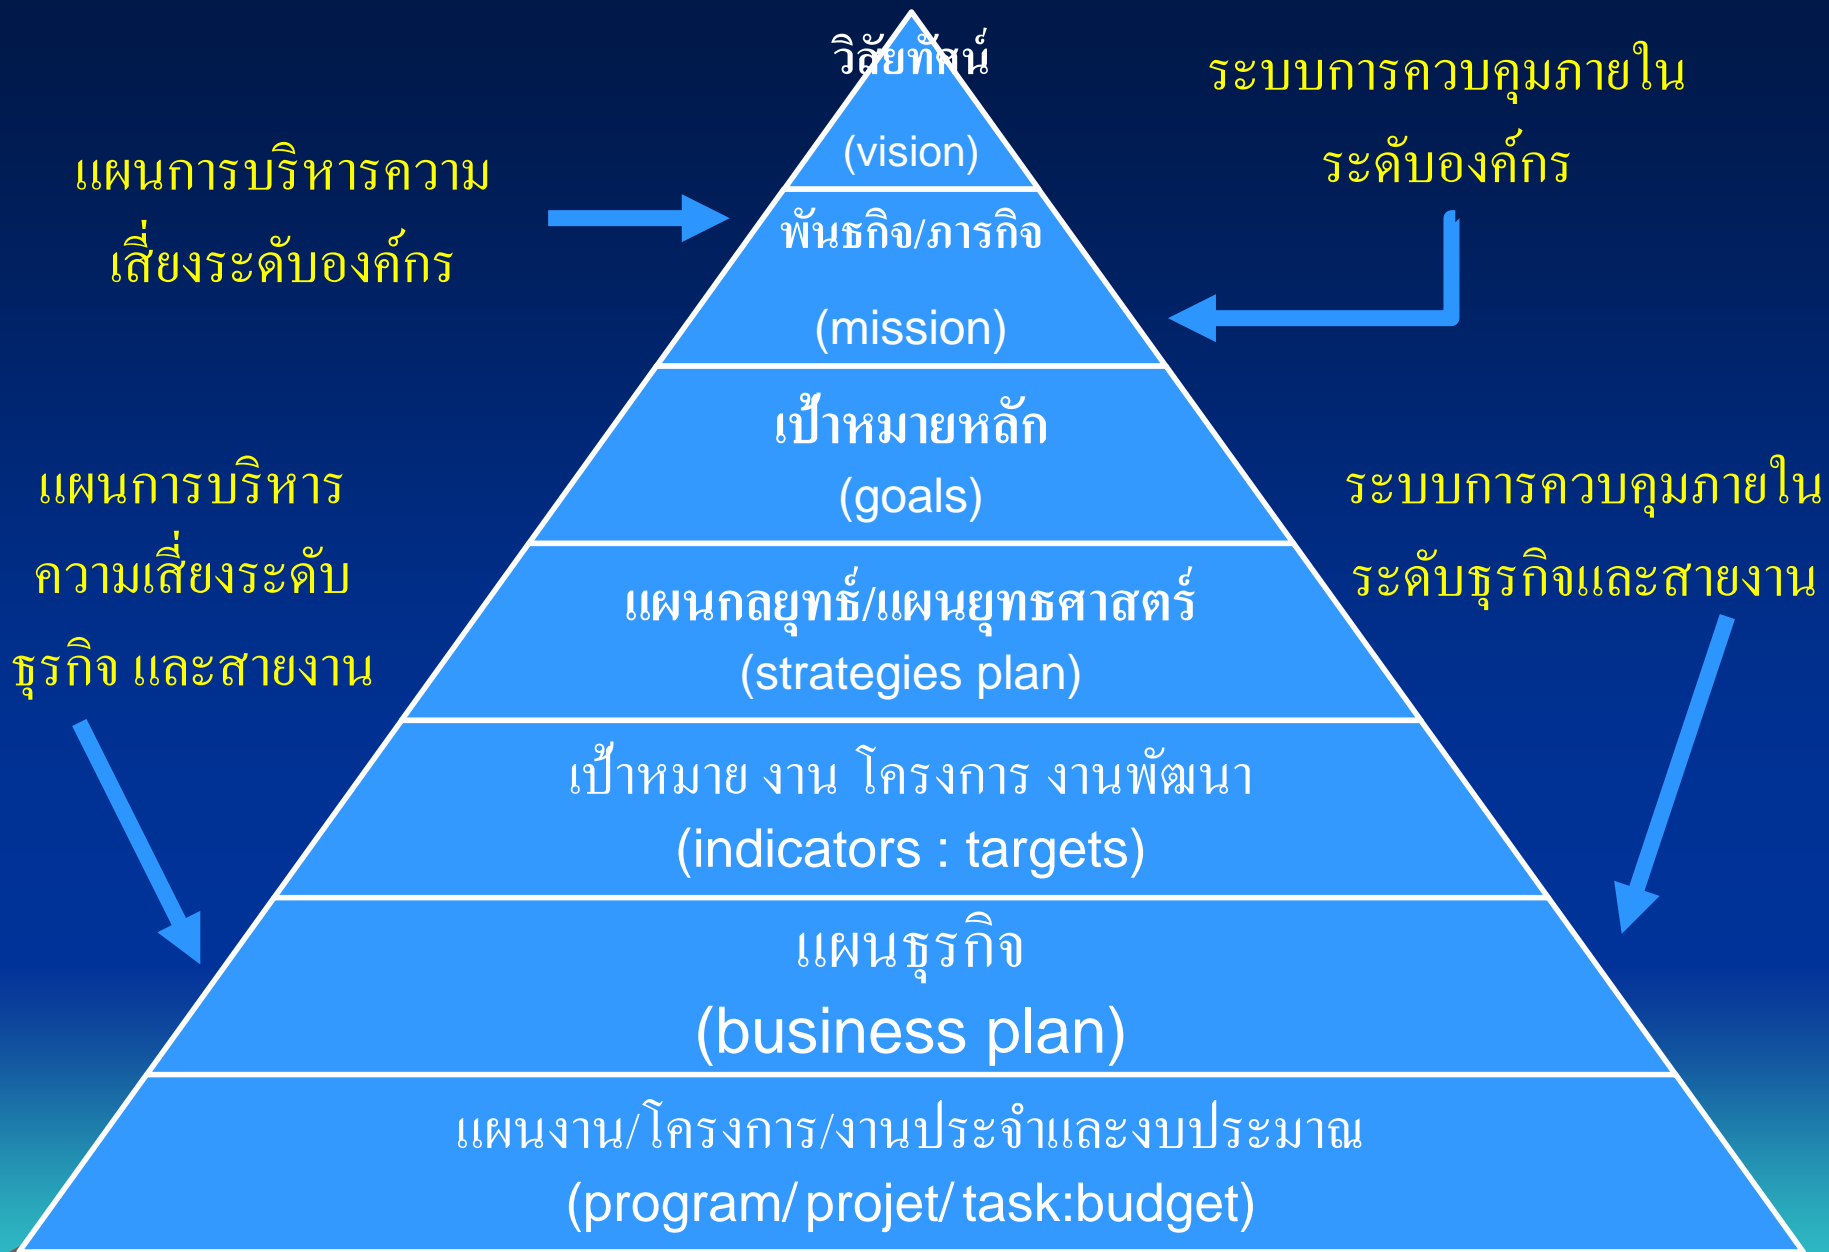 วิสัยทัศน์
(vision)
พันธกิจ/ภารกิจ
(mission)
เป้าหมายหลัก
(goals)
แผนกลยุทธ์/แผนยุทธศาสตร์
(strategies plan)
เป้าหมาย งาน โครงการ งานพัฒนา
(indicators : targets)
แผนธุรกิจ
(business plan)
แผนงาน/โครงการ/งานประจำและงบประมาณ
(program/ projet/ task:budget)
แผนการบริหารความ
เสี่ยงระดับองค์กร
แผนการบริหาร
ความเสี่ยงระดับ
ธุรกิจ และสายงาน
ระบบการควบคุมภายใน
ระดับองค์กร
ระบบการควบคุมภายใน
ระดับธุรกิจและสายงาน